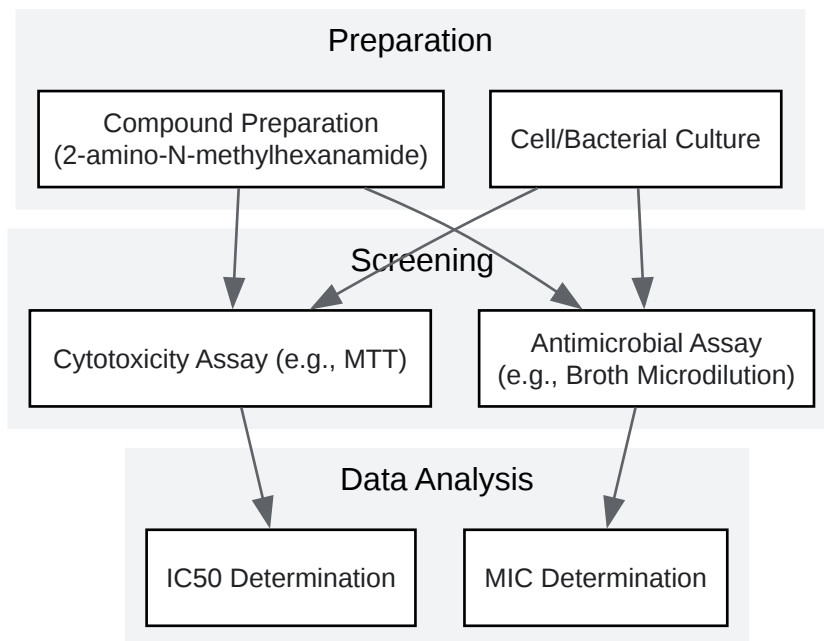 Preparation
Compound Preparation
(2-amino-N-methylhexanamide)
Cell/Bacterial Culture
Screening
Cytotoxicity Assay (e.g., MTT)
Antimicrobial Assay
(e.g., Broth Microdilution)
Data Analysis
IC50 Determination
MIC Determination